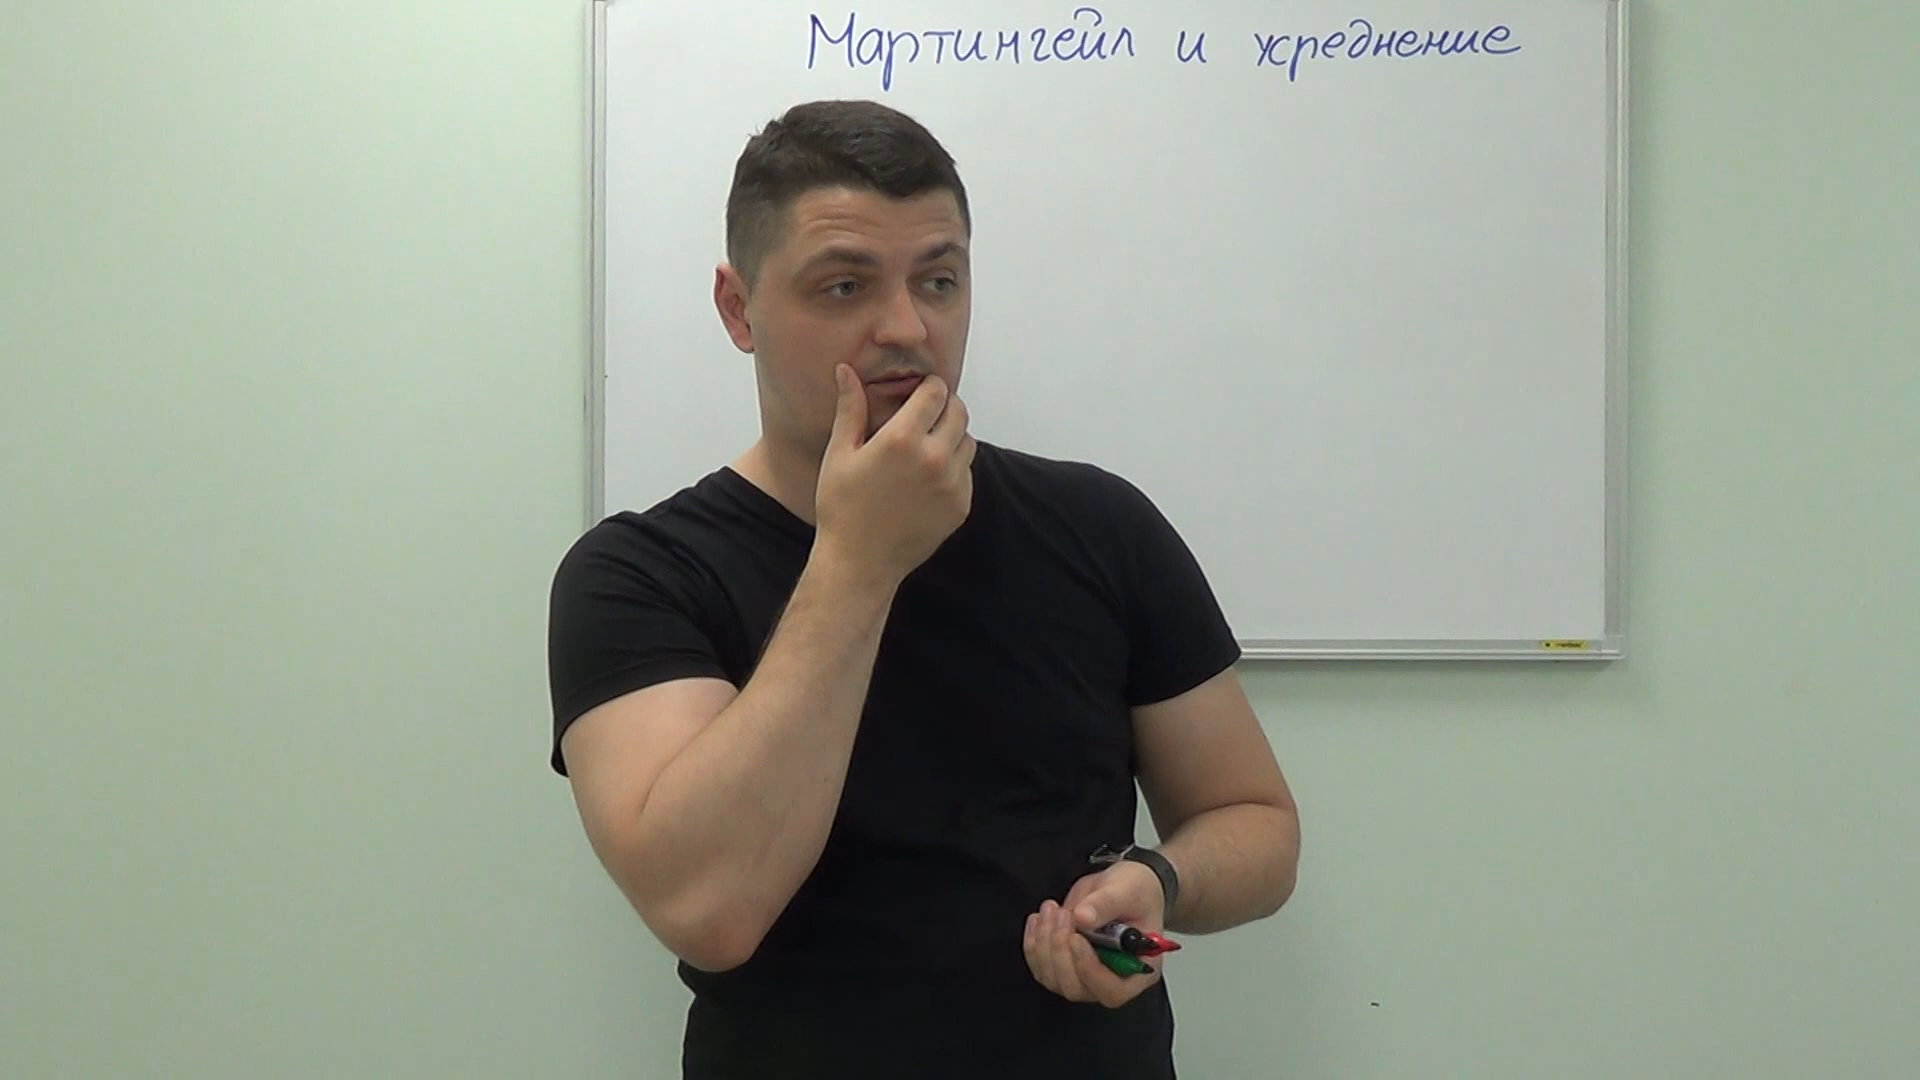 Мартингейл и усреднение